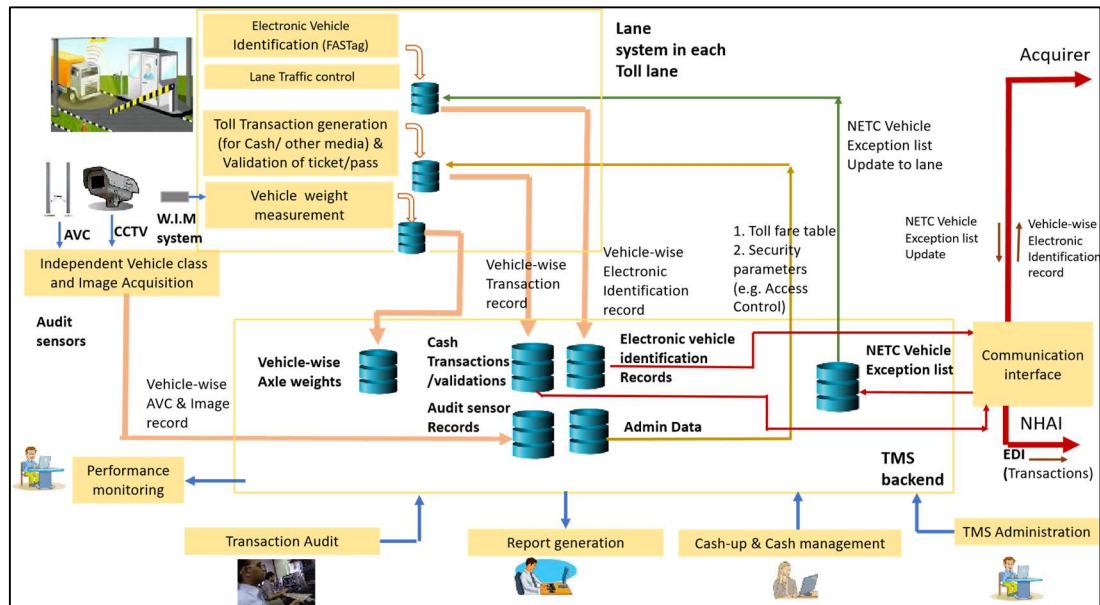 Electronic Vehicle
Identification (FASTag)
Lane Traffic control
Toll Transaction generation
(for Cash/ other media) &
Validation of ticket/pass
Vehicle weight
measurement
Lane
system in each
Toll lane
AVC
CCTV
W.I.M
system
Independent Vehicle class
and Image Acquisition
Audit
sensors
Vehicle-wise
AVC & Image
record
Vehicle-wise
Transaction
record
Vehicle-wise
Electronic
Identification
record
1. Toll fare table
2. Security
parameters
(e.g. Access
Control)
NETC Vehicle
Exception List
Update to lane
Acquirer
NETC Vehicle
Exception list
Update
Vehicle-wise
Electronic
Identification
record
Vehicle-wise
Axle weights
Cash
Transactions
/validations
Electronic vehicle
identification
Records
NETC Vehicle
Exception list
Communication
interface
Audit sensor
Records
Admin Data
TMS
backend
NHAI
EDI
(Transactions)
Performance
monitoring
Transaction Audit
Report generation
Cash-up & Cash management
TMS Administration